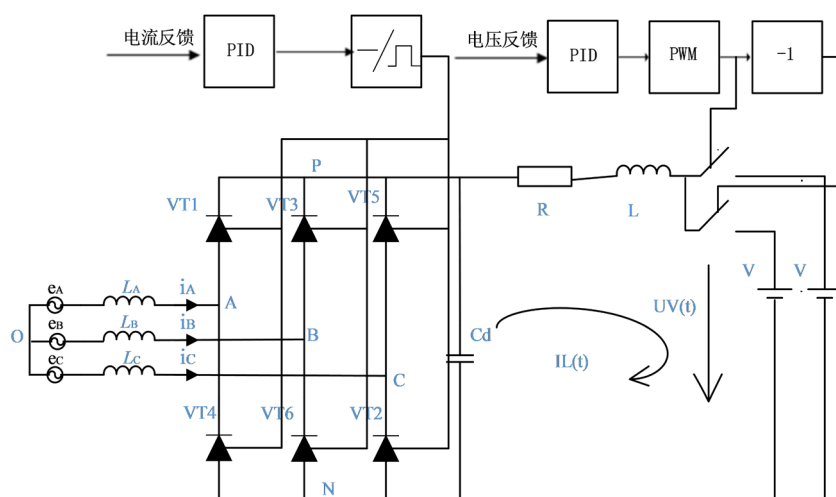 电流反馈 PID 电压反馈 PID PWM -1
P
VT1 VT3 VT5
R L
eA LA iA A
V V
UV(t)
eB LB iB B
O
Cd
eC LC iC C
IL(t)
VT4 VT6 VT2
N